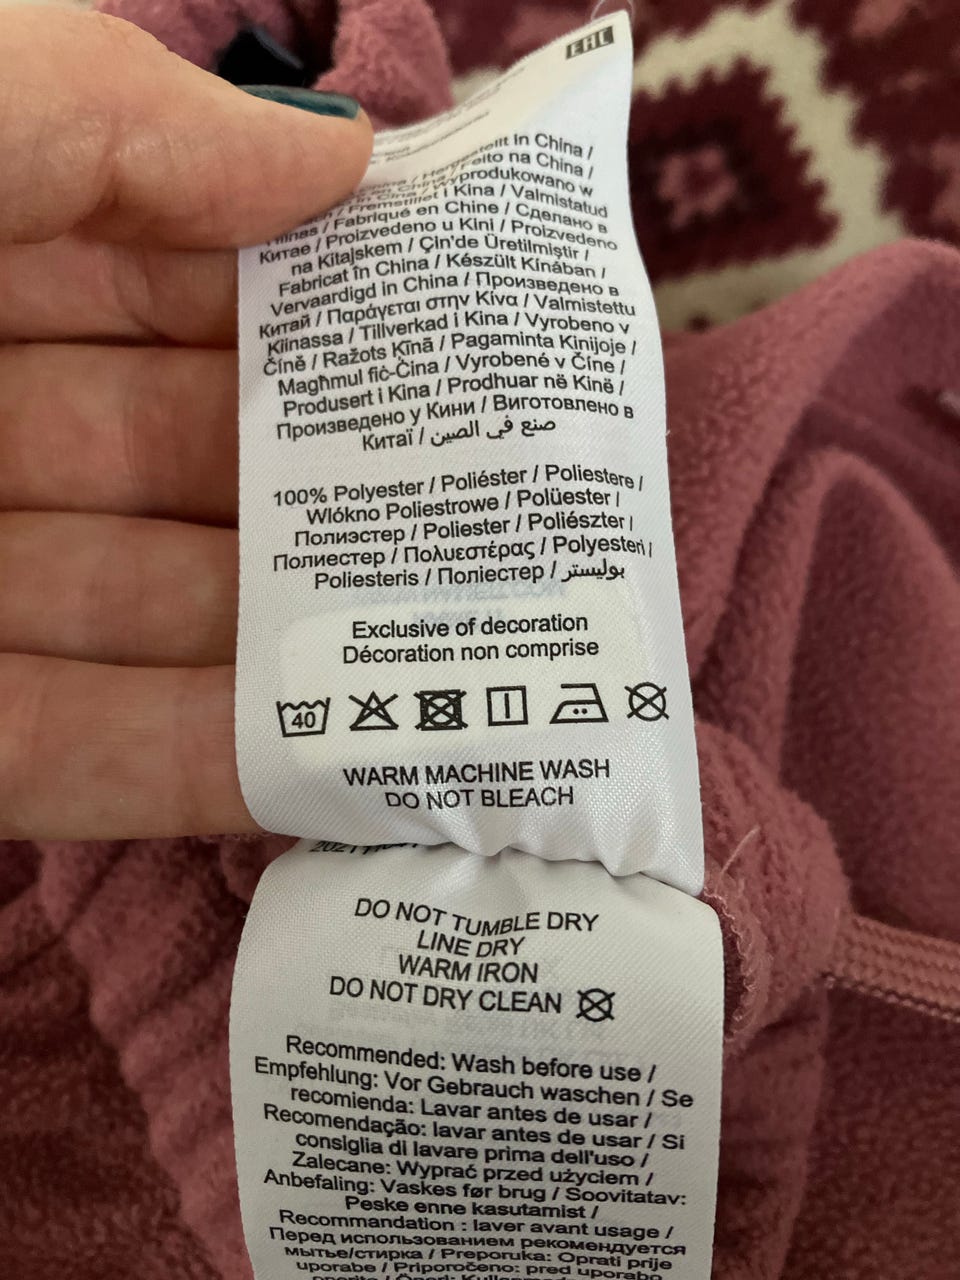 EAC
in China /
Feito na China /
Wyprodukowano w
i Kina / Valmistatud
/ Fabriqué en Chine / Сделано в
Китае / Proizvedeno u Kini / Proizvedeno
na Kitajskem / Çin'de Üretilmiştir /
Fabricat în China / Készült Kínában /
Vervaardigd in China / Произведено в
Китай / Παράγεται στην Κίνα / Valmistettu
Kiinassa / Tillverkad i Kina / Vyrobeno v
Číně / Ražots Ķīnā / Pagaminta Kinijoje /
Magħmul fiċ-Ċina / Vyrobené v Číne /
Produsert i Kina / Prodhuar në Kinë /
Произведено у Кини / Виготовлено в
Китаї / صنع في الصين
100% Polyester / Poliéster / Poliestere /
Wlókno Poliestrowe / Polüester /
Полиэстер / Poliester / Poliészter /
Полиестер / Πολυεστέρας / Polyesteri /
Poliesteris / Поліестер / بوليستر
Exclusive of decoration
Décoration non comprise
40
WARM MACHINE WASH
DO NOT BLEACH
DO NOT TUMBLE DRY
LINE DRY
WARM IRON
DO NOT DRY CLEAN
Recommended: Wash before use /
Empfehlung: Vor Gebrauch waschen / Se
recomienda: Lavar antes de usar /
Recomendação: lavar antes de usar / Si
consiglia di lavare prima dell'uso /
Zalecane: Wyprać przed użyciem /
Anbefaling: Vaskes før brug / Soovitatav:
Peske enne kasutamist /
Recommandation : laver avant usage /
Перед использованием рекомендуется
мытье/стирка / Preporuka: Oprati prije
uporabe / Priporočeno: pred uporabo